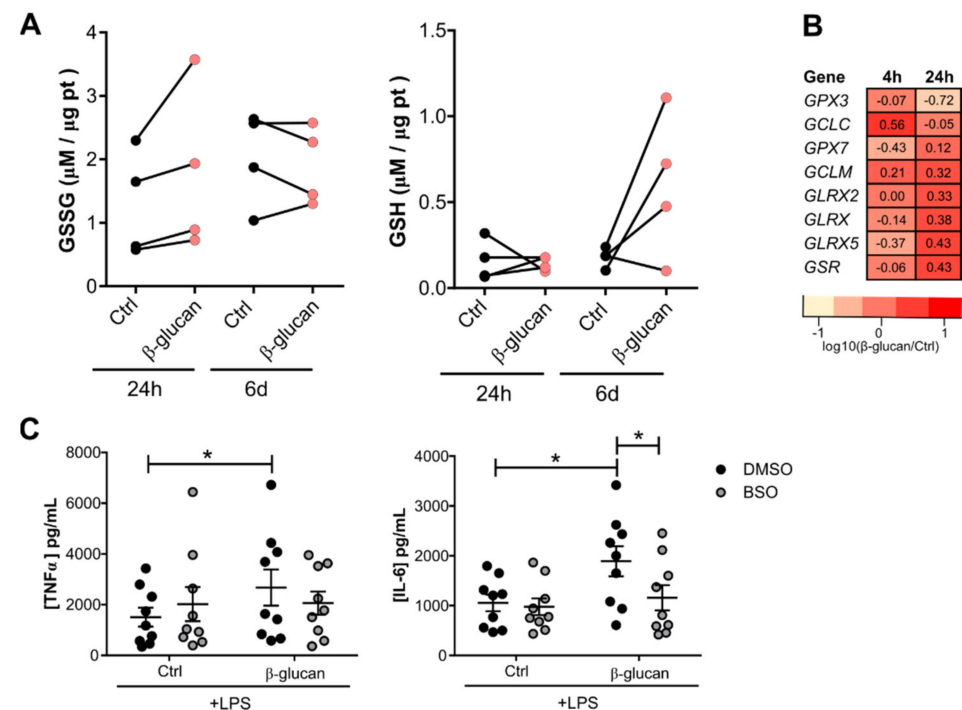 A
GSSG (μM / μg pt)
4
3
2
1
0
Ctrl
β-glucan
Ctrl
β-glucan
24h
6d
GSH (μM / μg pt)
1.5
1.0
0.5
0.0
Ctrl
β-glucan
Ctrl
β-glucan
24h
6d
B
Gene 4h 24h
GPX3 -0.07 -0.72
GCLC 0.56 -0.05
GPX7 -0.43 0.12
GCLM 0.21 0.32
GLRX2 0.00 0.33
GLRX -0.14 0.38
GLRX5 -0.37 0.43
GSR -0.06 0.43
-1 0 1
log10(β-glucan/Ctrl)
C
[TNFα] pg/mL
8000
6000
4000
2000
0
*
Ctrl
β-glucan
+LPS
[IL-6] pg/mL
4000
3000
2000
1000
0
*
*
Ctrl
β-glucan
+LPS
DMSO
BSO